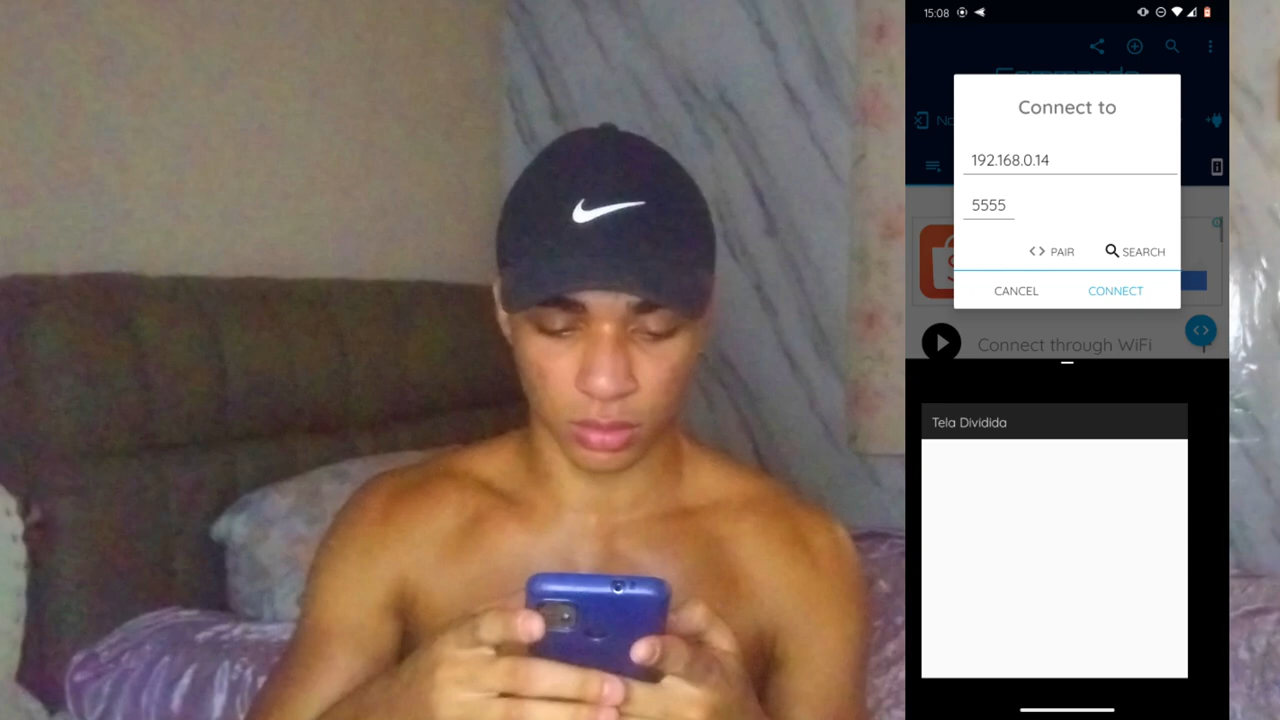 15:08
Connect to
192.168.0.14
5555
PAIR
SEARCH
CANCEL
CONNECT
Connect through WiFi
Tela Dividida